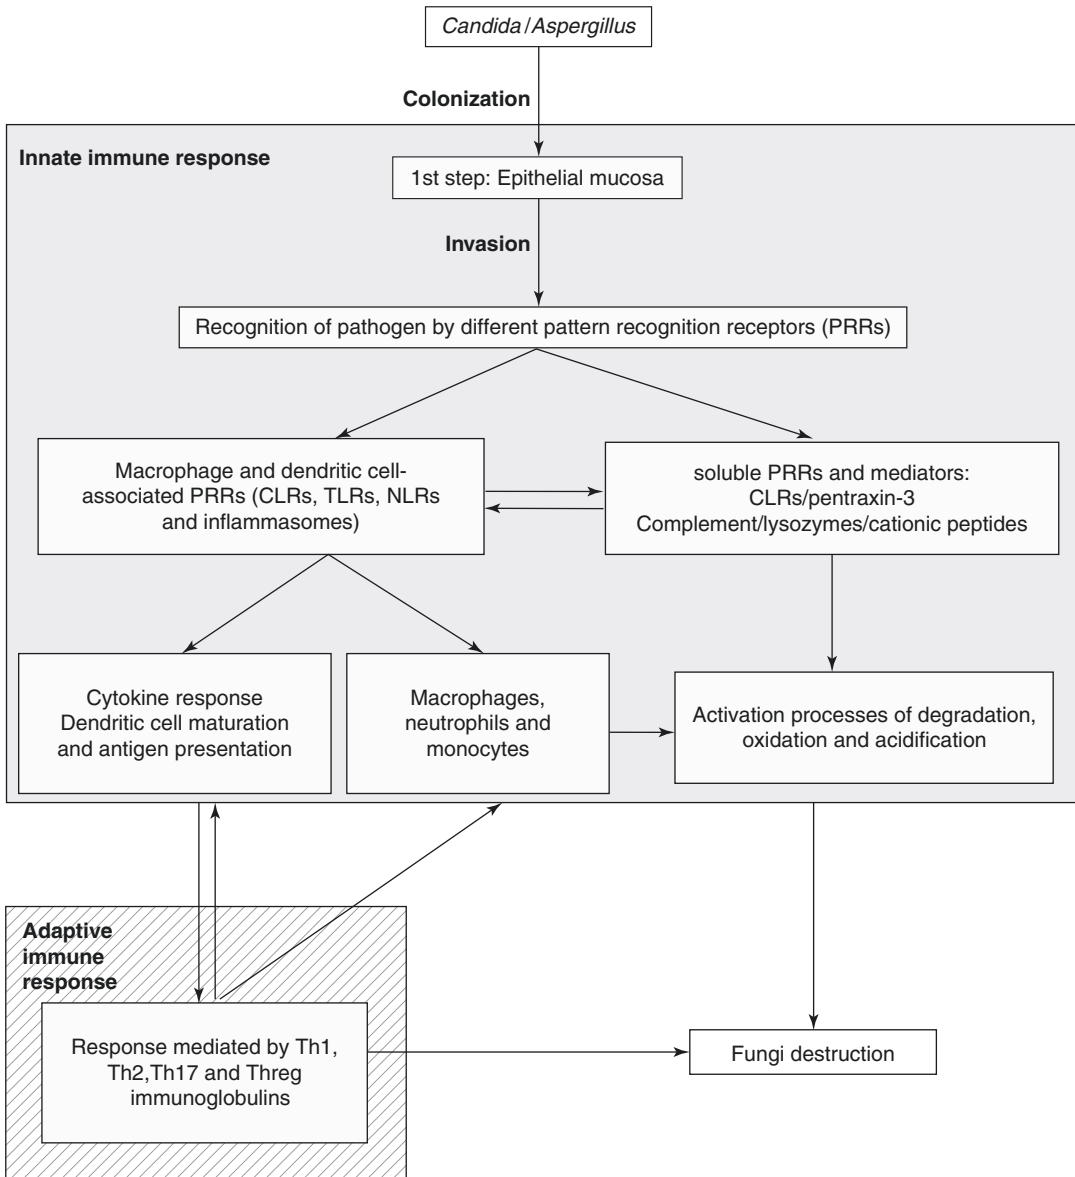 Candida/Aspergillus
Colonization
Innate immune response
1st step: Epithelial mucosa
Invasion
Recognition of pathogen by different pattern recognition receptors (PRRs)
Macrophage and dendritic cell-
associated PRRs (CLRs, TLRs, NLRs
and inflammasomes)
soluble PRRs and mediators:
CLRs/pentraxin-3
Complement/lysozymes/cationic peptides
Cytokine response
Dendritic cell maturation
and antigen presentation
Macrophages,
neutrophils and
monocytes
Activation processes of degradation,
oxidation and acidification
Adaptive
immune
response
Response mediated by Th1,
Th2,Th17 and Threg
immunoglobulins
Fungi destruction